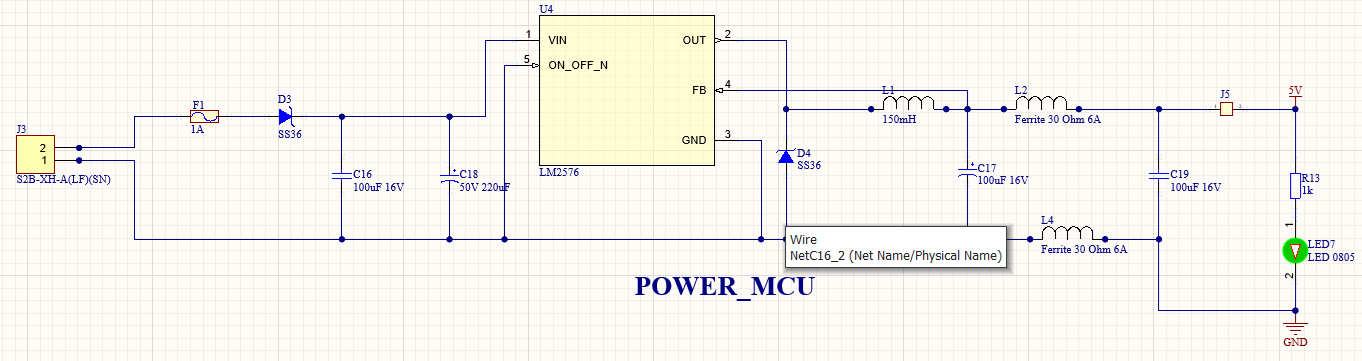 U4
1
VIN
OUT
2
5
ON_OFF_N
FB
4
GND
3
LM2576
J3
2
1
S2B-XH-A(LF)(SN)
F1
1A
D3
SS36
C16
100uF 16V
C18
50V 220uF
D4
SS36
L1
150mH
L2
Ferrite 30 Ohm 6A
C17
100uF 16V
L4
Ferrite 30 Ohm 6A
C19
100uF 16V
J5
1
2
5V
R13
1k
1
LED7
LED 0805
2
GND
Wire
NetC16_2 (Net Name/Physical Name)
POWER_MCU